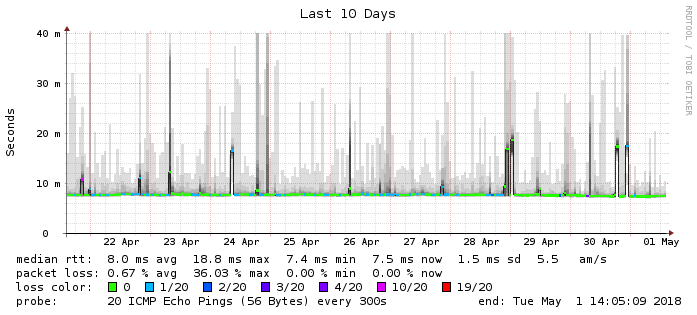 Last 10 Days
RRDTOOL / TOBI OETIKER
Seconds
40 m
30 m
20 m
10 m
0
22 Apr 23 Apr 24 Apr 25 Apr 26 Apr 27 Apr 28 Apr 29 Apr 30 Apr 01 May
median rtt: 8.0 ms avg 18.8 ms max 7.4 ms min 7.5 ms now 1.5 ms sd 5.5 am/s
packet loss: 0.67 % avg 36.03 % max 0.00 % min 0.00 % now
loss color: 0 1/20 2/20 3/20 4/20 10/20 19/20
probe: 20 ICMP Echo Pings (56 Bytes) every 300s end: Tue May 1 14:05:09 2018